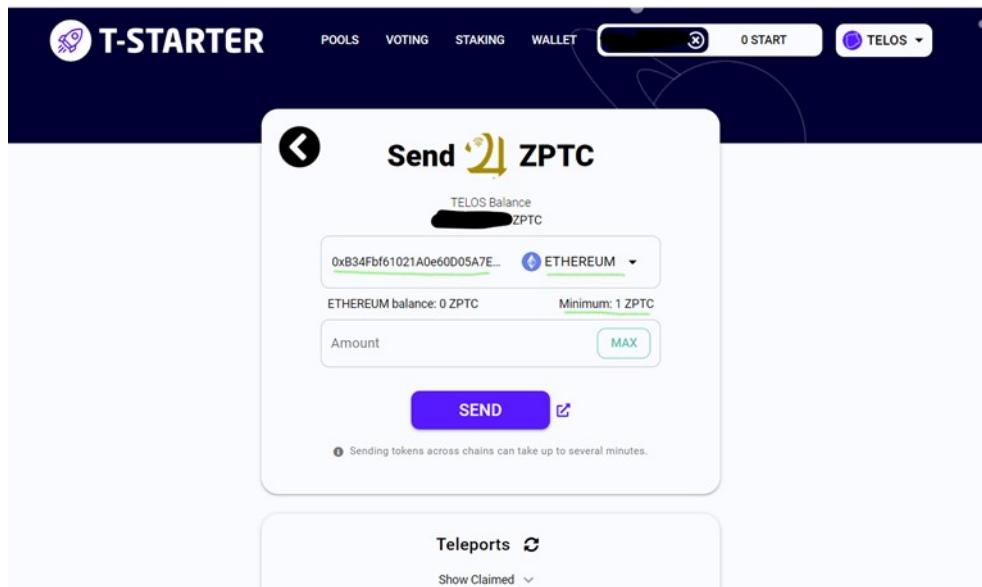 T-STARTER POOLS VOTING STAKING WALLET 0 START TELOS
Send ZPTC
TELOS Balance
ZPTC
0xB34Fbf61021A0e60D05A7E... ETHEREUM
ETHEREUM balance: 0 ZPTC Minimum: 1 ZPTC
Amount MAX
SEND
Sending tokens across chains can take up to several minutes.
Teleports
Show Claimed